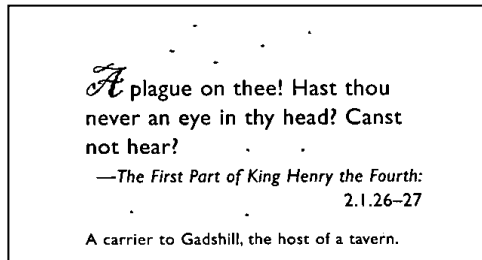 A plague on thee! Hast thou
never an eye in thy head? Canst
not hear?
—The First Part of King Henry the Fourth:
2.1.26–27
A carrier to Gadshill, the host of a tavern.